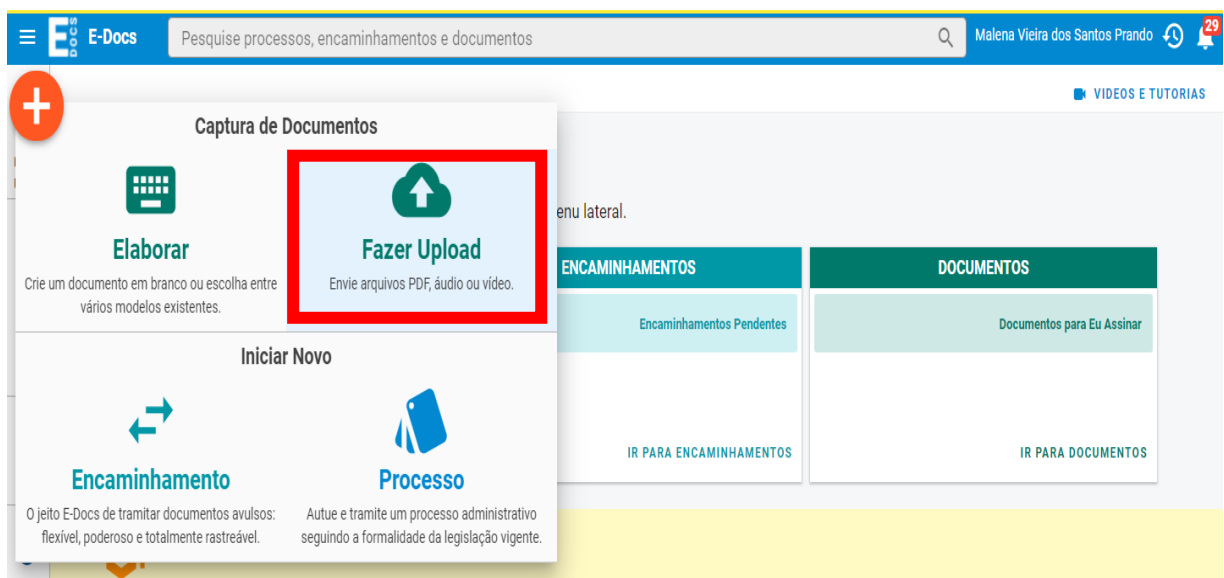 E DOCS E-Docs Pesquise processos, encaminhamentos e documentos Malena Vieira dos Santos Prando 29
VIDEOS E TUTORIAS
Captura de Documentos
Elaborar
Crie um documento em branco ou escolha entre
vários modelos existentes.
Fazer Upload
Envie arquivos PDF, áudio ou vídeo.
Iniciar Novo
Encaminhamento
O jeito E-Docs de tramitar documentos avulsos:
flexível, poderoso e totalmente rastreável.
Processo
Autue e tramite um processo administrativo
seguindo a formalidade da legislação vigente.
enu lateral.
ENCAMINHAMENTOS
Encaminhamentos Pendentes
IR PARA ENCAMINHAMENTOS
DOCUMENTOS
Documentos para Eu Assinar
IR PARA DOCUMENTOS